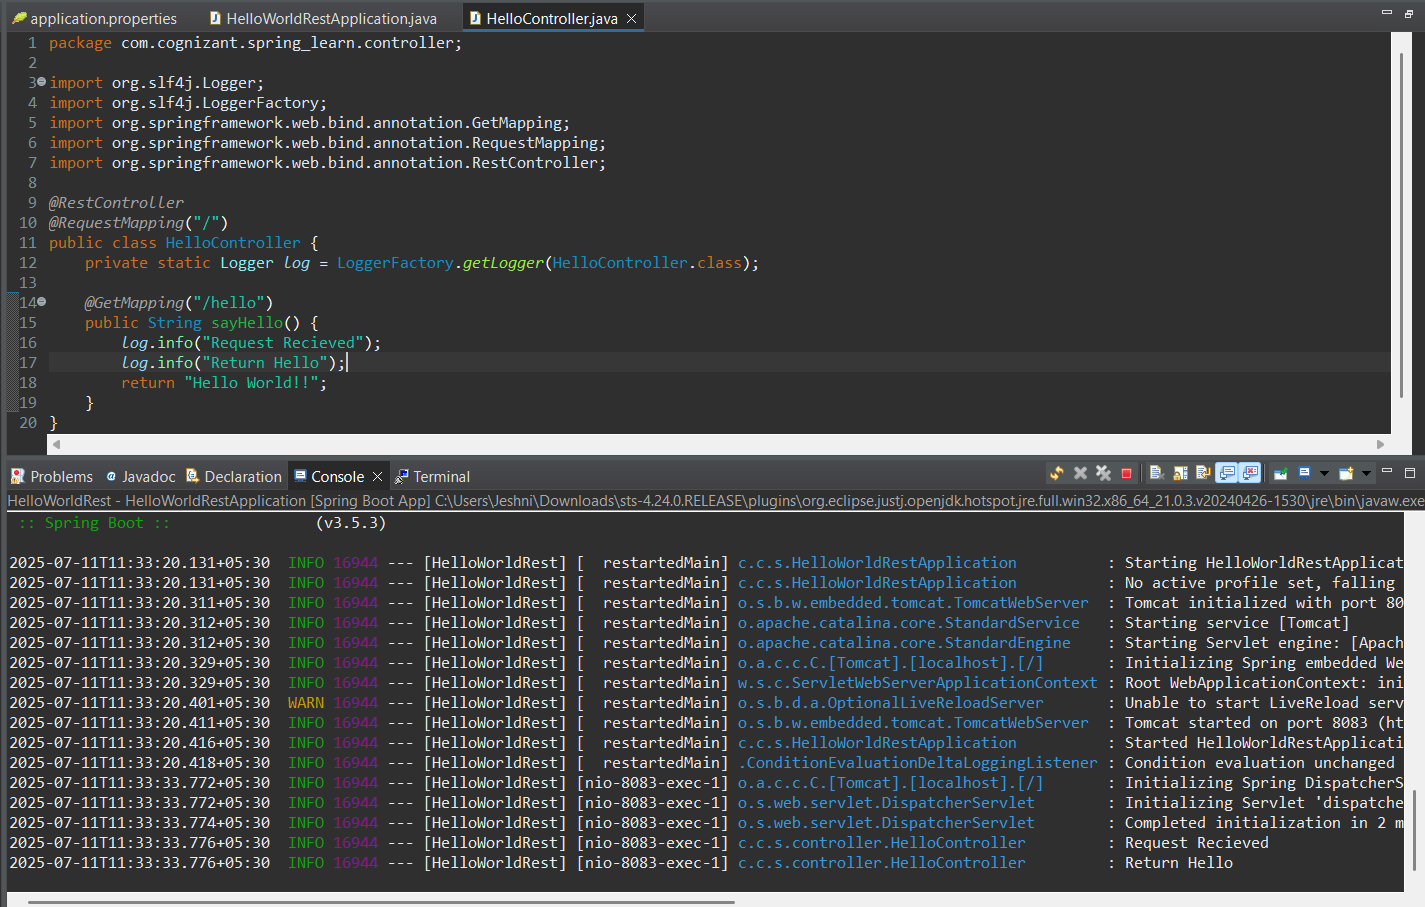 application.properties HelloWorldRestApplication.java HelloController.java
1 package com.cognizant.spring_learn.controller;
2
3 import org.slf4j.Logger;
4 import org.slf4j.LoggerFactory;
5 import org.springframework.web.bind.annotation.GetMapping;
6 import org.springframework.web.bind.annotation.RequestMapping;
7 import org.springframework.web.bind.annotation.RestController;
8
9 @RestController
10 @RequestMapping("/")
11 public class HelloController {
12     private static Logger log = LoggerFactory.getLogger(HelloController.class);
13
14     @GetMapping("/hello")
15     public String sayHello() {
16         log.info("Request Recieved");
17         log.info("Return Hello");
18         return "Hello World!!";
19     }
20 }
Problems Javadoc Declaration Console Terminal
HelloWorldRest - HelloWorldRestApplication [Spring Boot App] C:\Users\Jeshni\Downloads\sts-4.24.0.RELEASE\plugins\org.eclipse.justj.openjdk.hotspot.jre.full.win32.x86_64_21.0.3.v20240426-1530\jre\bin\javaw.exe
:: Spring Boot ::                (v3.5.3)
2025-07-11T11:33:20.131+05:30  INFO 16944 --- [HelloWorldRest] [  restartedMain] c.c.s.HelloWorldRestApplication          : Starting HelloWorldRestApplicat
2025-07-11T11:33:20.131+05:30  INFO 16944 --- [HelloWorldRest] [  restartedMain] c.c.s.HelloWorldRestApplication          : No active profile set, falling
2025-07-11T11:33:20.311+05:30  INFO 16944 --- [HelloWorldRest] [  restartedMain] o.s.b.w.embedded.tomcat.TomcatWebServer  : Tomcat initialized with port 80
2025-07-11T11:33:20.312+05:30  INFO 16944 --- [HelloWorldRest] [  restartedMain] o.apache.catalina.core.StandardService   : Starting service [Tomcat]
2025-07-11T11:33:20.312+05:30  INFO 16944 --- [HelloWorldRest] [  restartedMain] o.apache.catalina.core.StandardEngine    : Starting Servlet engine: [Apach
2025-07-11T11:33:20.329+05:30  INFO 16944 --- [HelloWorldRest] [  restartedMain] o.a.c.c.C.[Tomcat].[localhost].[/]       : Initializing Spring embedded We
2025-07-11T11:33:20.329+05:30  INFO 16944 --- [HelloWorldRest] [  restartedMain] w.s.c.ServletWebServerApplicationContext : Root WebApplicationContext: ini
2025-07-11T11:33:20.401+05:30  WARN 16944 --- [HelloWorldRest] [  restartedMain] o.s.b.d.a.OptionalLiveReloadServer       : Unable to start LiveReload serv
2025-07-11T11:33:20.411+05:30  INFO 16944 --- [HelloWorldRest] [  restartedMain] o.s.b.w.embedded.tomcat.TomcatWebServer  : Tomcat started on port 8083 (ht
2025-07-11T11:33:20.416+05:30  INFO 16944 --- [HelloWorldRest] [  restartedMain] c.c.s.HelloWorldRestApplication          : Started HelloWorldRestApplicati
2025-07-11T11:33:20.418+05:30  INFO 16944 --- [HelloWorldRest] [  restartedMain] .ConditionEvaluationDeltaLoggingListener : Condition evaluation unchanged
2025-07-11T11:33:33.772+05:30  INFO 16944 --- [HelloWorldRest] [nio-8083-exec-1] o.a.c.c.C.[Tomcat].[localhost].[/]       : Initializing Spring DispatcherS
2025-07-11T11:33:33.772+05:30  INFO 16944 --- [HelloWorldRest] [nio-8083-exec-1] o.s.web.servlet.DispatcherServlet        : Initializing Servlet 'dispatche
2025-07-11T11:33:33.774+05:30  INFO 16944 --- [HelloWorldRest] [nio-8083-exec-1] o.s.web.servlet.DispatcherServlet        : Completed initialization in 2 m
2025-07-11T11:33:33.776+05:30  INFO 16944 --- [HelloWorldRest] [nio-8083-exec-1] c.c.s.controller.HelloController         : Request Recieved
2025-07-11T11:33:33.776+05:30  INFO 16944 --- [HelloWorldRest] [nio-8083-exec-1] c.c.s.controller.HelloController         : Return Hello